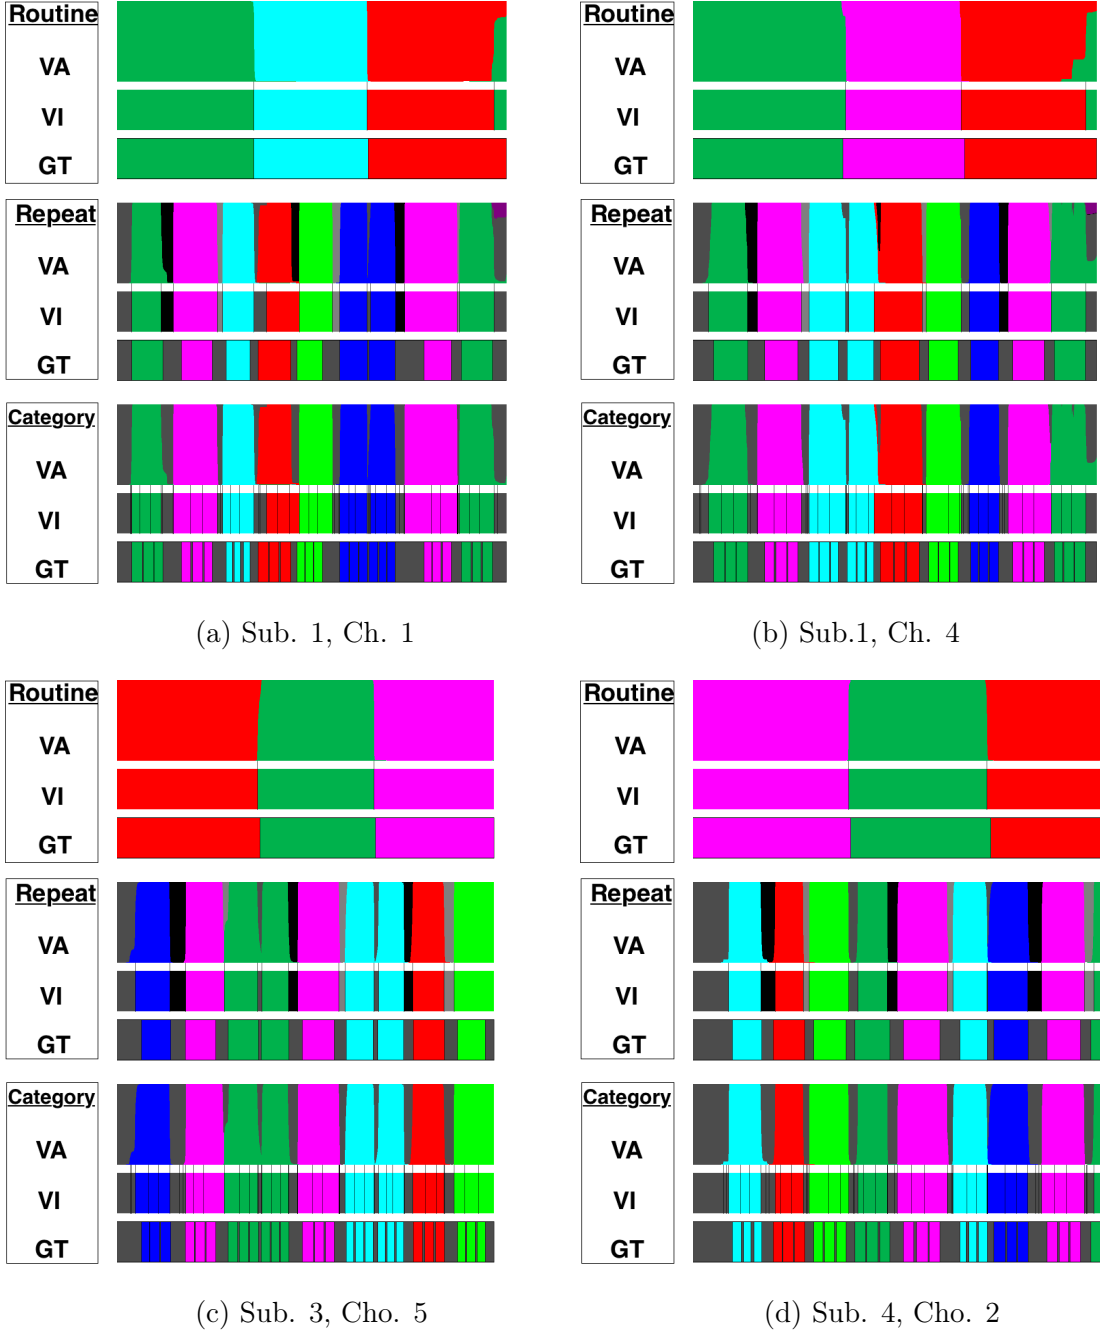 Routine
VA
VI
GT
Repeat
VA
VI
GT
Category
VA
VI
GT
(a) Sub. 1, Ch. 1
Routine
VA
VI
GT
Repeat
VA
VI
GT
Category
VA
VI
GT
(b) Sub.1, Ch. 4
Routine
VA
VI
GT
Repeat
VA
VI
GT
Category
VA
VI
GT
(c) Sub. 3, Cho. 5
Routine
VA
VI
GT
Repeat
VA
VI
GT
Category
VA
VI
GT
(d) Sub. 4, Cho. 2